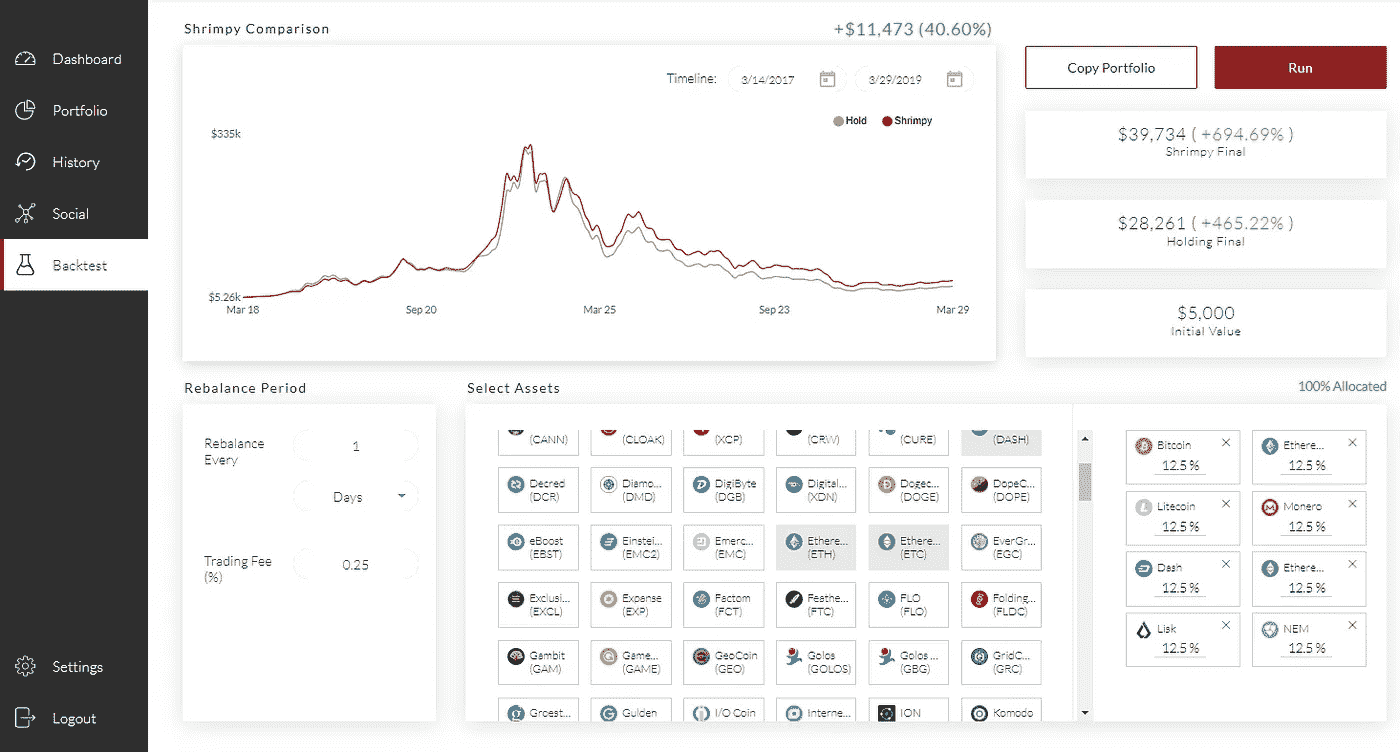 Dashboard
Portfolio
History
Social
Backtest
Settings
Logout
Shrimpy Comparison
+$11,473 (40.60%)
Timeline:
3/14/2017
3/29/2019
Hold
Shrimpy
$335k
$5.26k
Mar 18
Sep 20
Mar 25
Sep 23
Mar 29
Copy Portfolio
Run
$39,734 ( +694.69% )
Shrimpy Final
$28,261 ( +465.22% )
Holding Final
$5,000
Initial Value
Rebalance Period
Rebalance
Every
1
Days
Trading Fee
(%)
0.25
Select Assets
100% Allocated
(CANN)
(CLOAK)
(XCP)
(CRW)
(CURE)
(DASH)
Decred
(DCR)
Diamo...
(DMD)
DigiByte
(DGB)
Digital...
(XDN)
Dogec...
(DOGE)
DopeC...
(DOPE)
eBoost
(EBST)
Einstei...
(EMC2)
Emerc...
(EMC)
Ethere...
(ETH)
Ethere...
(ETC)
EverGr...
(EGC)
Exclusi...
(EXCL)
Expanse
(EXP)
Factom
(FCT)
Feathe...
(FTC)
FLO
(FLO)
Folding...
(FLDC)
Gambit
(GAM)
Game...
(GAME)
GeoCoin
(GEO)
Golos
(GOLOS)
Golos ...
(GBG)
GridC...
(GRC)
Groest...
Gulden
I/O Coin
Interne...
ION
Komodo
Bitcoin
12.5 %
Ethere...
12.5 %
Litecoin
12.5 %
Monero
12.5 %
Dash
12.5 %
Ethere...
12.5 %
Lisk
12.5 %
NEM
12.5 %